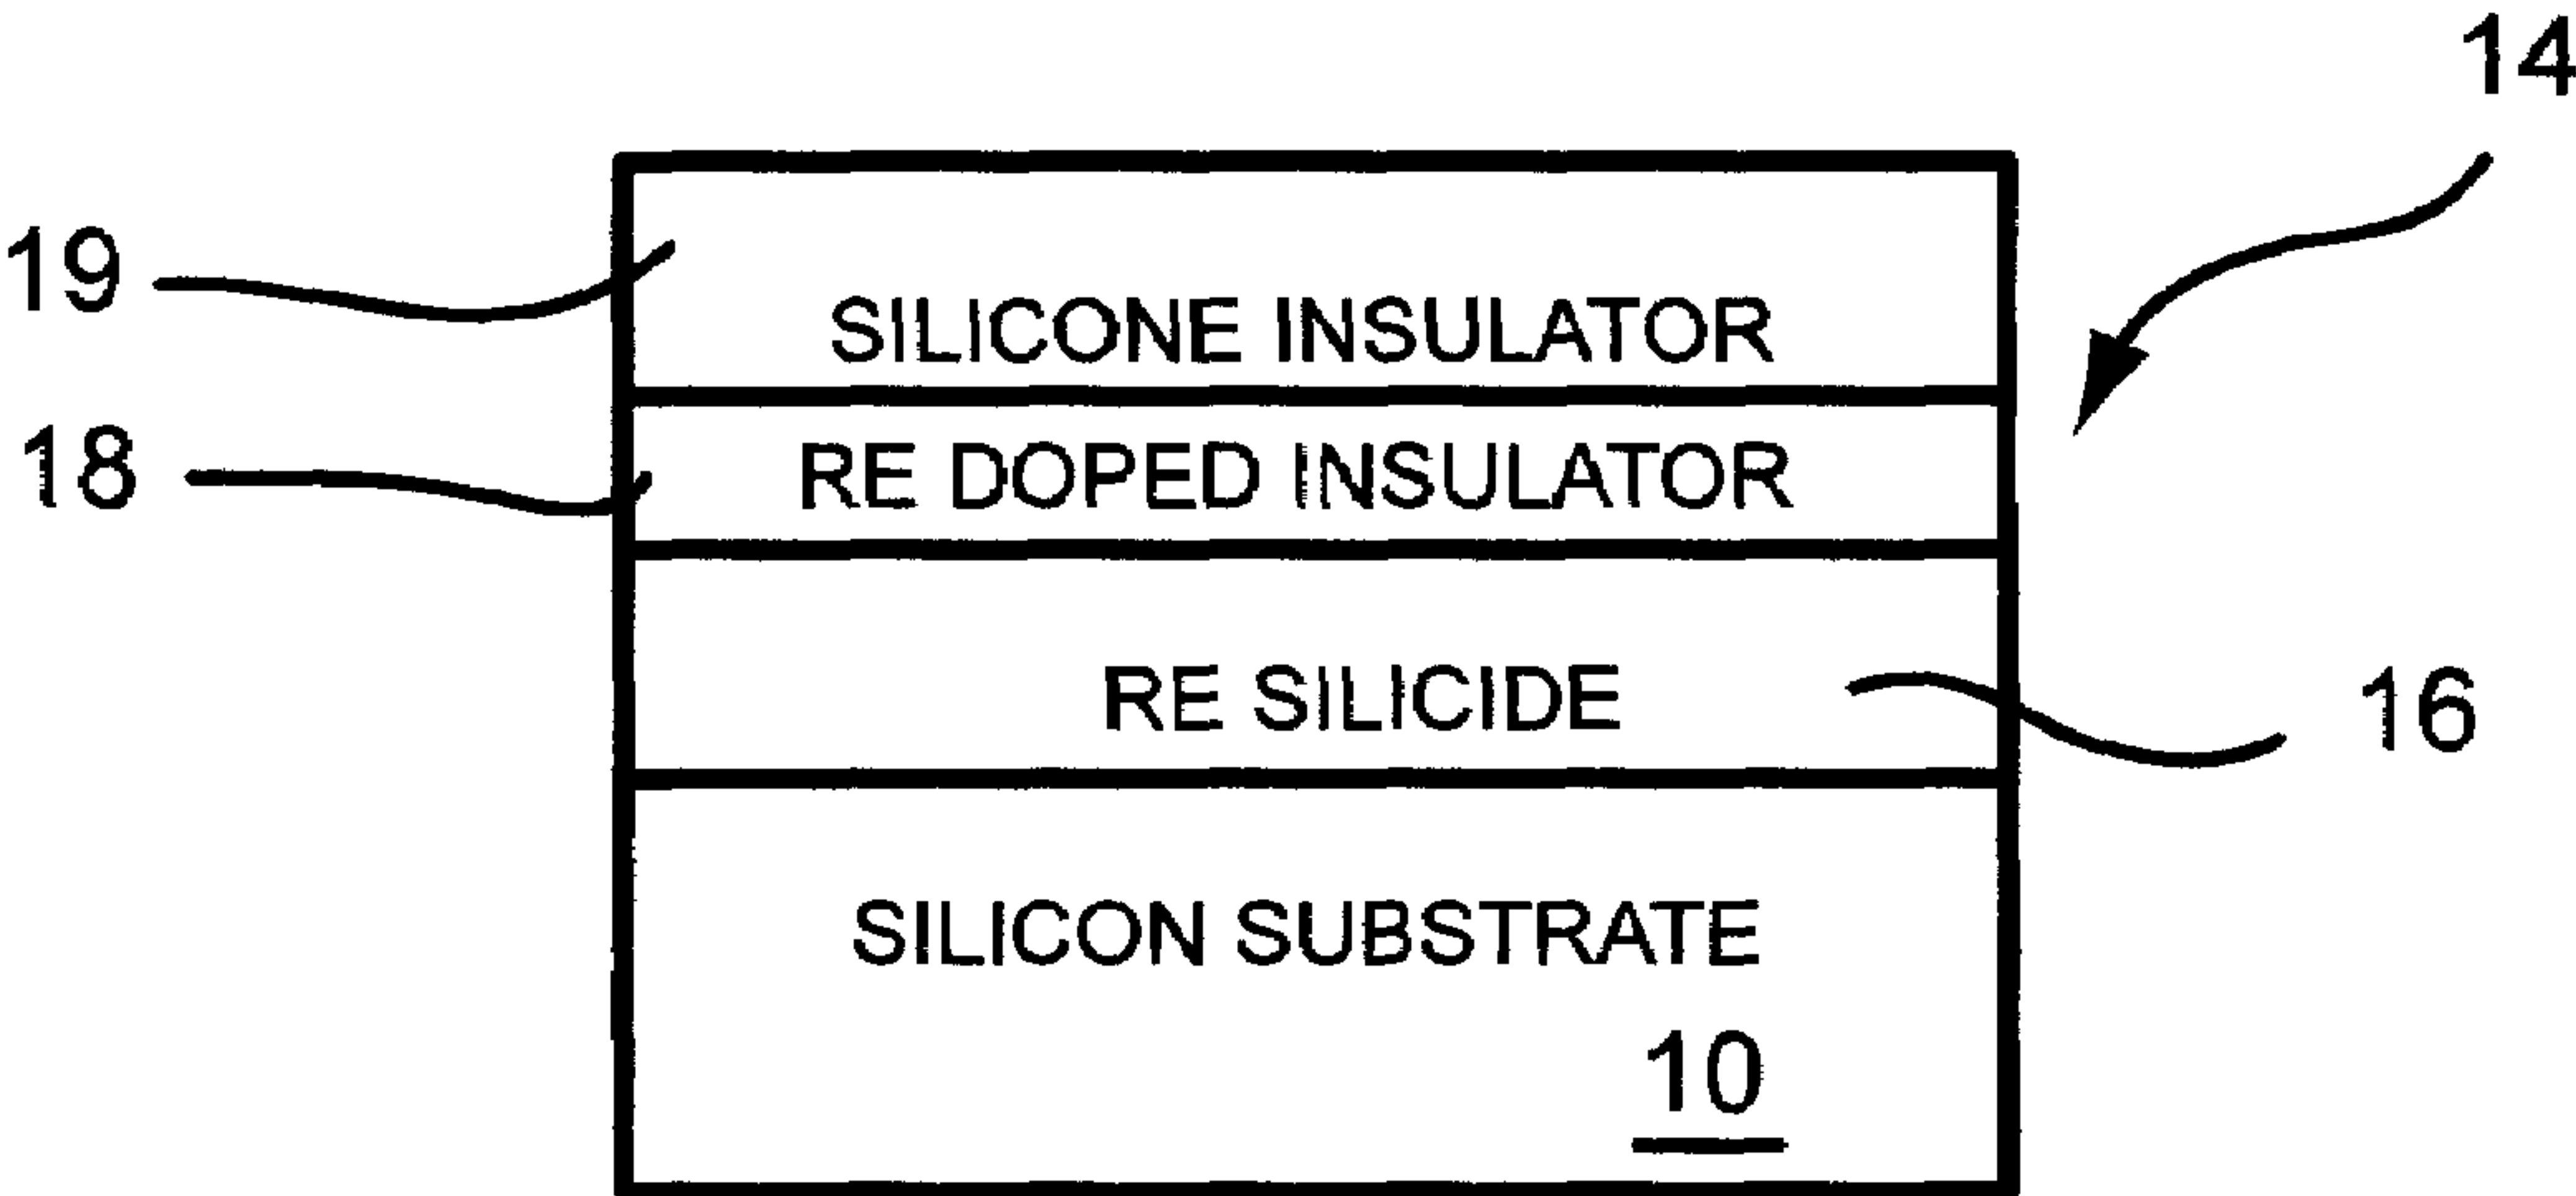 14
19
SILICONE INSULATOR
18
RE DOPED INSULATOR
RE SILICIDE
16
SILICON SUBSTRATE
10